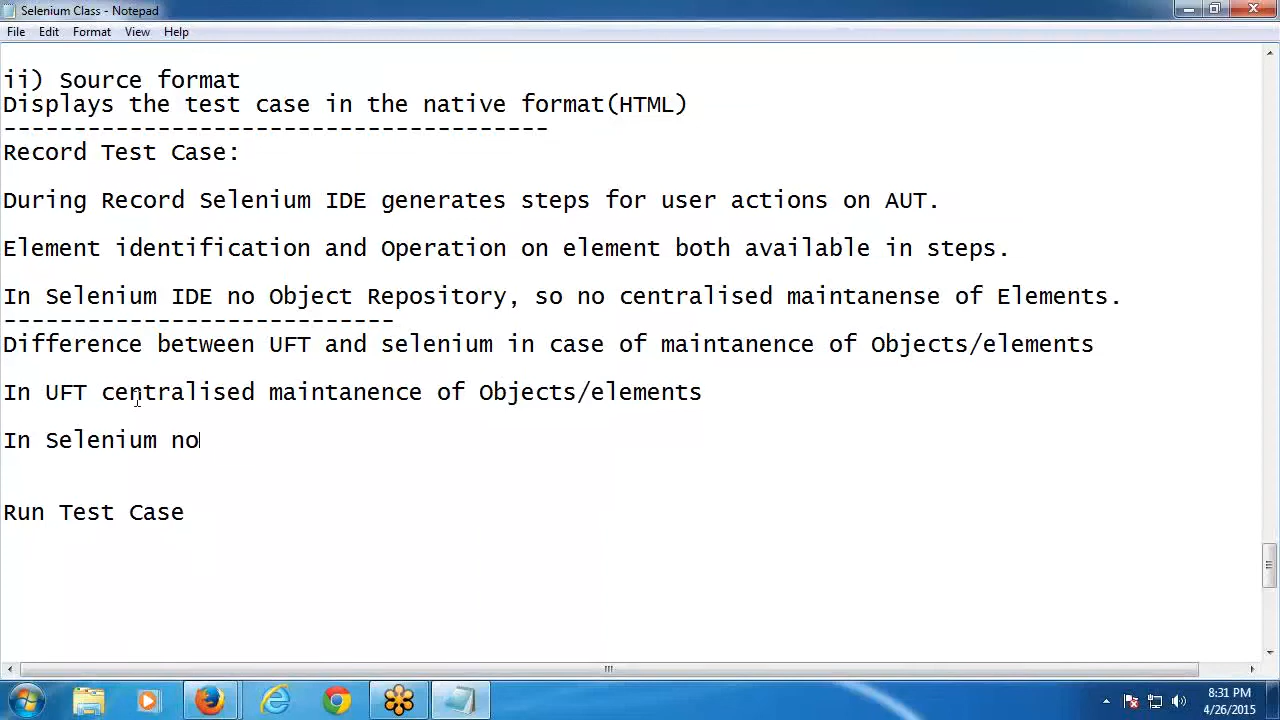 Selenium Class - Notepad
File Edit Format View Help
ii) Source format
Displays the test case in the native format(HTML)
---------------------------------------
Record Test Case:
During Record Selenium IDE generates steps for user actions on AUT.
Element identification and Operation on element both available in steps.
In Selenium IDE no Object Repository, so no centralised maintanense of Elements.
----------------------------
Difference between UFT and selenium in case of maintanence of Objects/elements
In UFT centralised maintanence of Objects/elements
In Selenium no
Run Test Case
8:31 PM
4/26/2015